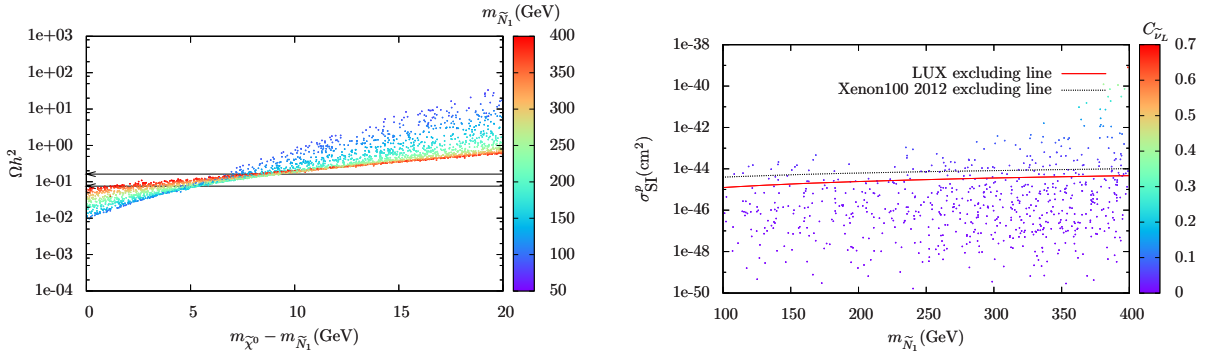 m_Ñ₁(GeV)
1e+03
1e+02
1e+01
1e+00
1e-01
1e-02
1e-03
1e-04
Ωh²
0
5
10
15
20
m_χ̃⁰ − m_Ñ₁(GeV)
400
350
300
250
200
150
100
50
C_ν̃_L
1e-38
1e-40
1e-42
1e-44
1e-46
1e-48
1e-50
σ^p_SI(cm²)
LUX excluding line
Xenon100 2012 excluding line
100
150
200
250
300
350
400
m_Ñ₁(GeV)
0.7
0.6
0.5
0.4
0.3
0.2
0.1
0